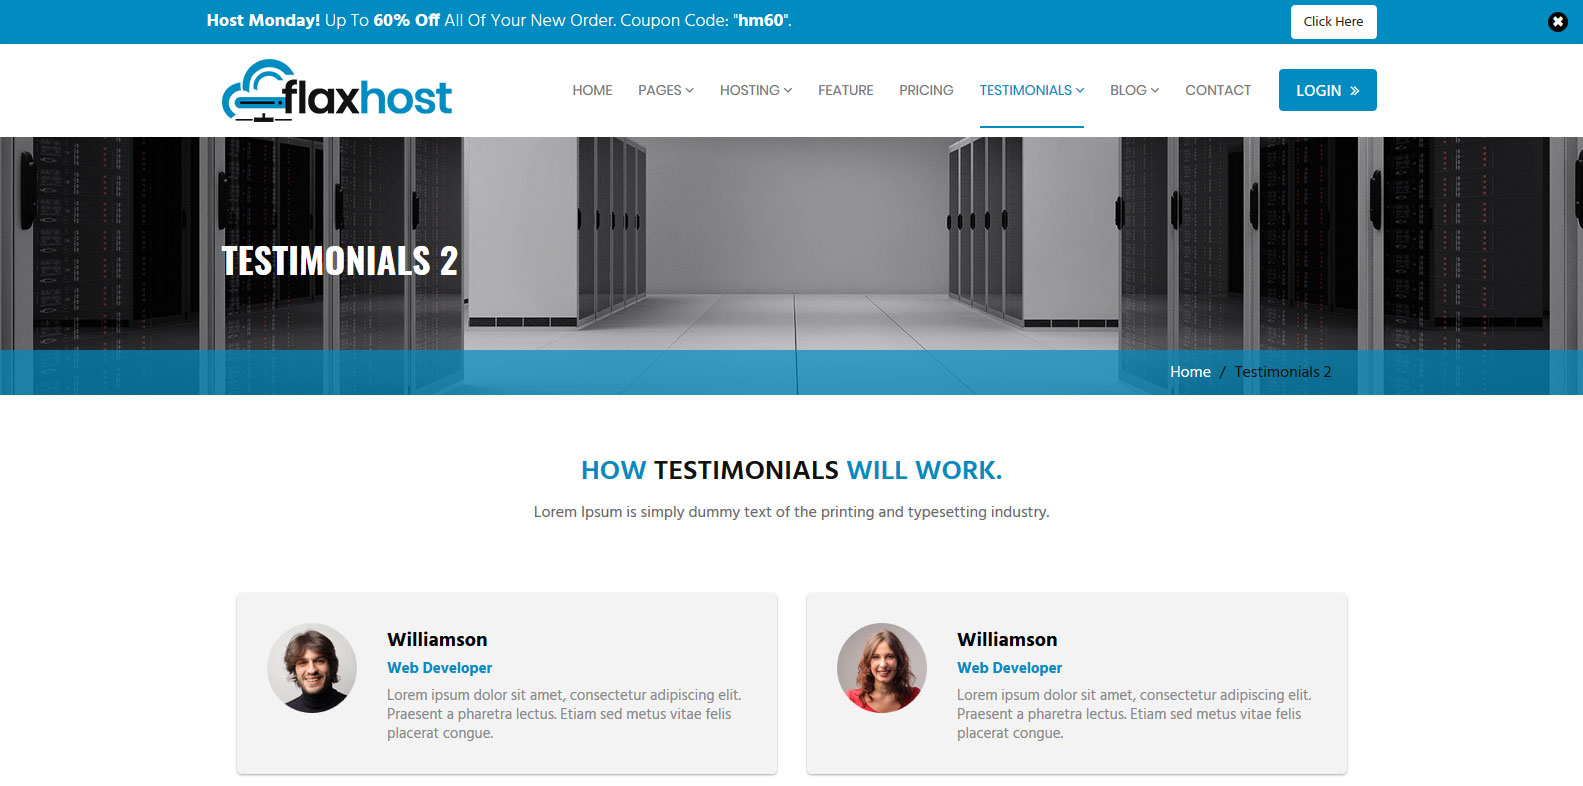 Host Monday! Up To 60% Off All Of Your New Order. Coupon Code: "hm60".
Click Here
flaxhost
HOME
PAGES
HOSTING
FEATURE
PRICING
TESTIMONIALS
BLOG
CONTACT
LOGIN »
TESTIMONIALS 2
Home / Testimonials 2
HOW TESTIMONIALS WILL WORK.
Lorem Ipsum is simply dummy text of the printing and typesetting industry.
Williamson
Web Developer
Lorem ipsum dolor sit amet, consectetur adipiscing elit.
Praesent a pharetra lectus. Etiam sed metus vitae felis
placerat congue.
Williamson
Web Developer
Lorem ipsum dolor sit amet, consectetur adipiscing elit.
Praesent a pharetra lectus. Etiam sed metus vitae felis
placerat congue.